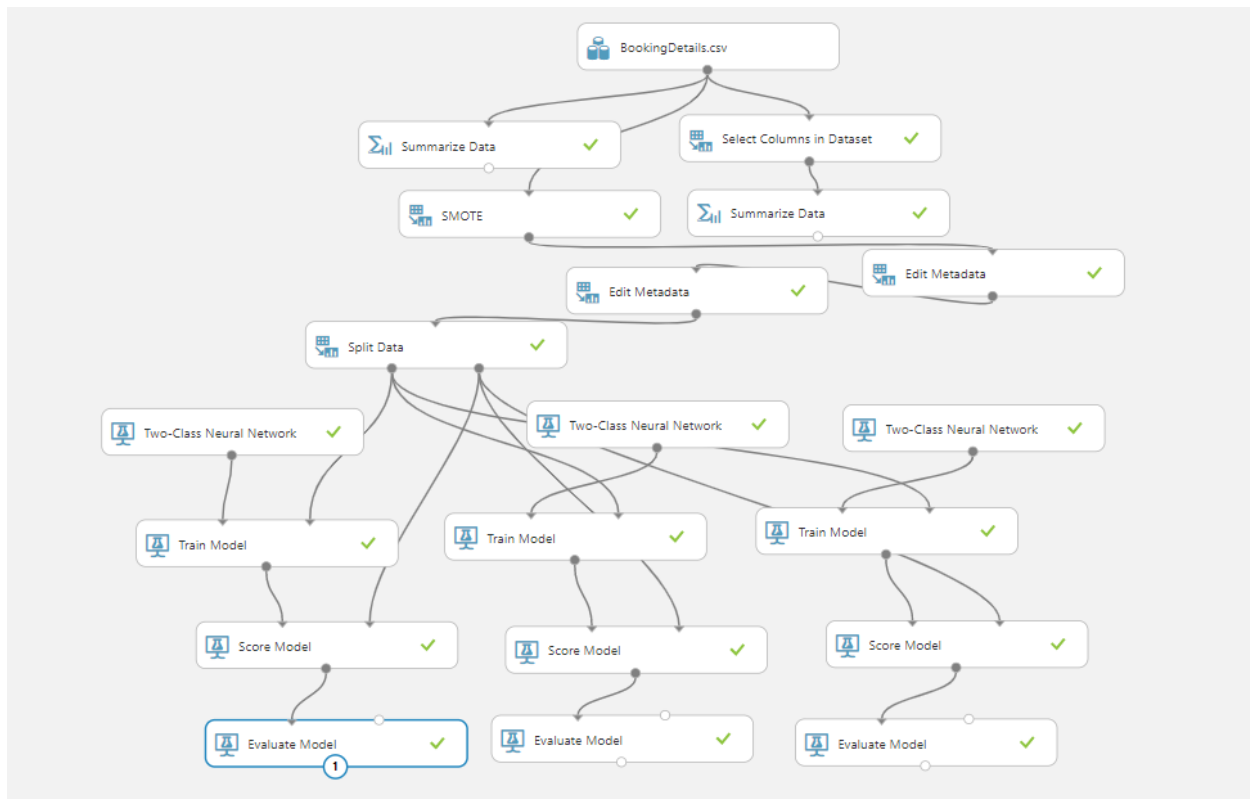 BookingDetails.csv
Summarize Data
Select Columns in Dataset
SMOTE
Summarize Data
Edit Metadata
Edit Metadata
Split Data
Two-Class Neural Network
Two-Class Neural Network
Two-Class Neural Network
Train Model
Train Model
Train Model
Score Model
Score Model
Score Model
Evaluate Model
Evaluate Model
Evaluate Model
1